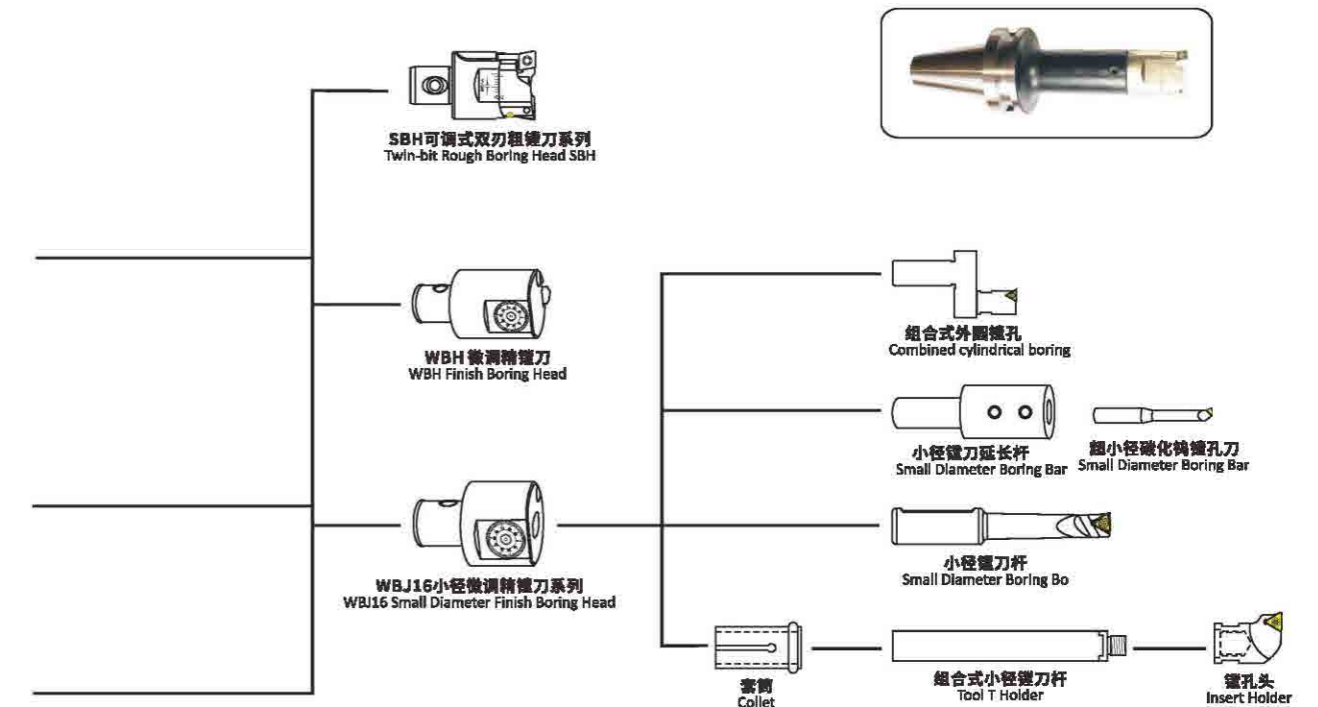 SBH可调式双刃粗镗刀系列
Twin-bit Rough Boring Head SBH
WBH 微调精镗刀
WBH Finish Boring Head
WBJ16小径微调精镗刀系列
WBJ16 Small Diameter Finish Boring Head
组合式外圆镗孔
Combined cylindrical boring
小径镗刀延长杆
Small Diameter Boring Bar
超小径碳化钨镗孔刀
Small Diameter Boring Bar
小径镗刀杆
Small Diameter Boring Bo
套筒
Collet
组合式小径镗刀杆
Tool T Holder
镗孔头
Insert Holder